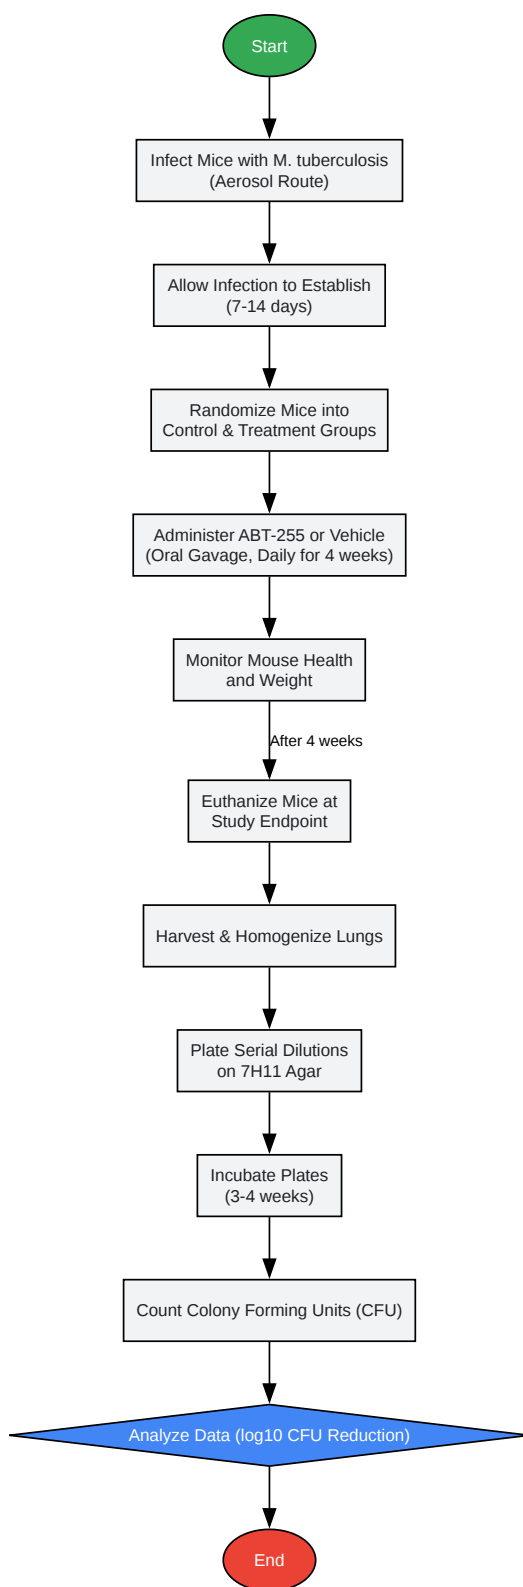 Start
Infect Mice with M. tuberculosis
(Aerosol Route)
Allow Infection to Establish
(7-14 days)
Randomize Mice into
Control & Treatment Groups
Administer ABT-255 or Vehicle
(Oral Gavage, Daily for 4 weeks)
Monitor Mouse Health
and Weight
After 4 weeks
Euthanize Mice at
Study Endpoint
Harvest & Homogenize Lungs
Plate Serial Dilutions
on 7H11 Agar
Incubate Plates
(3-4 weeks)
Count Colony Forming Units (CFU)
Analyze Data (log10 CFU Reduction)
End